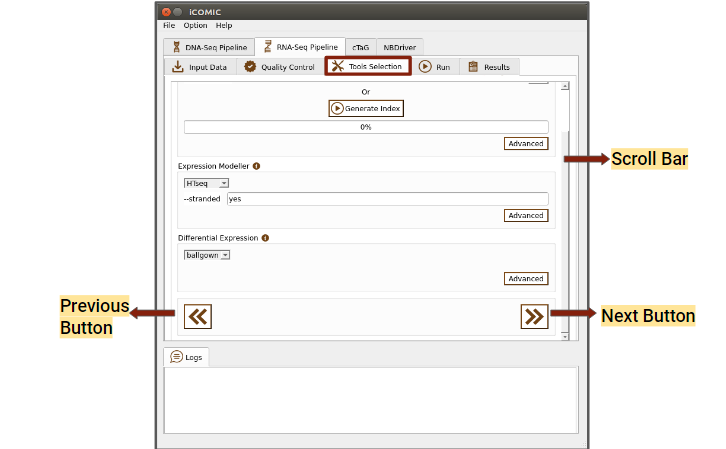 iCOMIC
File Option Help
DNA-Seq Pipeline RNA-Seq Pipeline cTaG NBDriver
Input Data Quality Control Tools Selection Run Results
Or
Generate Index
0%
Advanced
Scroll Bar
Expression Modeller
HTseq
--stranded yes
Advanced
Differential Expression
ballgown
Advanced
Previous
Button
Next Button
Logs